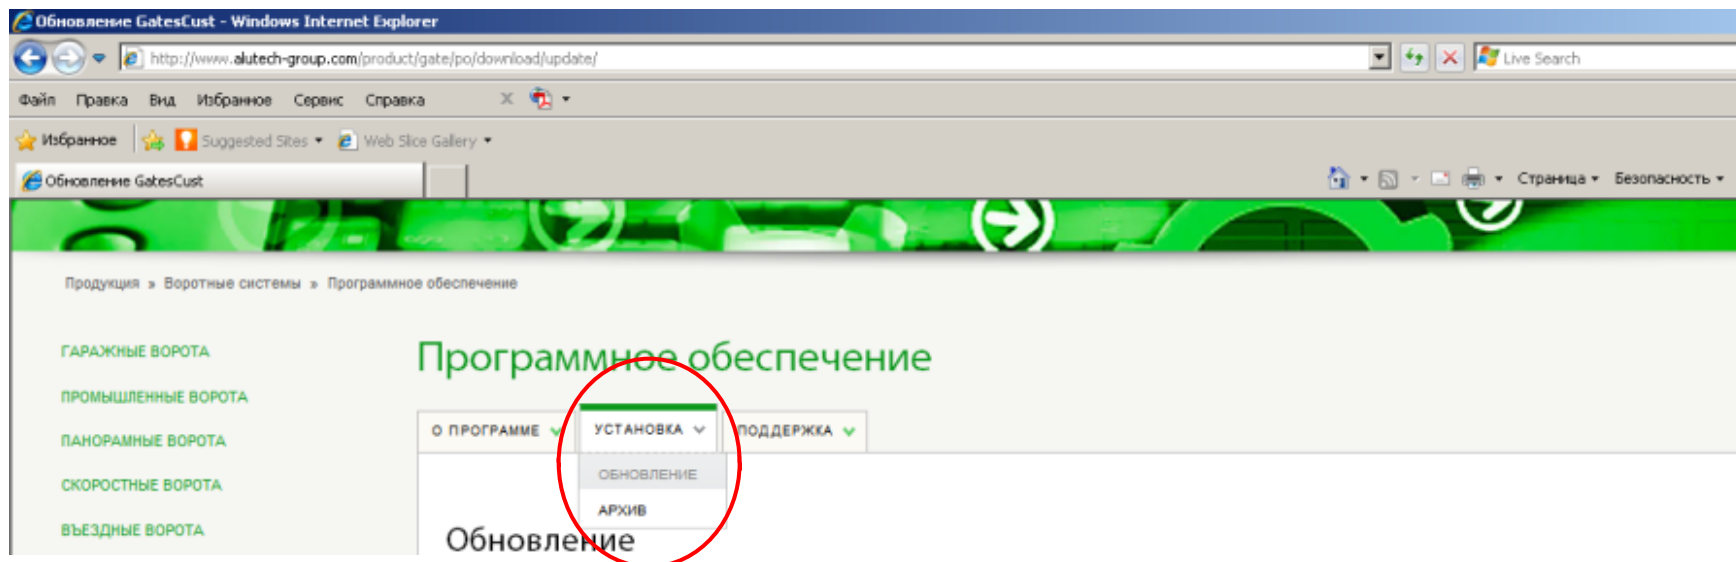 Обновление GatesCust - Windows Internet Explorer
http://www.alutech-group.com/product/gate/po/download/update/
Live Search
Файл Правка Вид Избранное Сервис Справка
Избранное Suggested Sites Web Slice Gallery
Обновление GatesCust
Страница Безопасность
Продукция » Воротные системы » Программное обеспечение
ГАРАЖНЫЕ ВОРОТА
ПРОМЫШЛЕННЫЕ ВОРОТА
ПАНОРАМНЫЕ ВОРОТА
СКОРОСТНЫЕ ВОРОТА
ВЪЕЗДНЫЕ ВОРОТА
Программное обеспечение
О ПРОГРАММЕ УСТАНОВКА ПОДДЕРЖКА
ОБНОВЛЕНИЕ
АРХИВ
Обновление